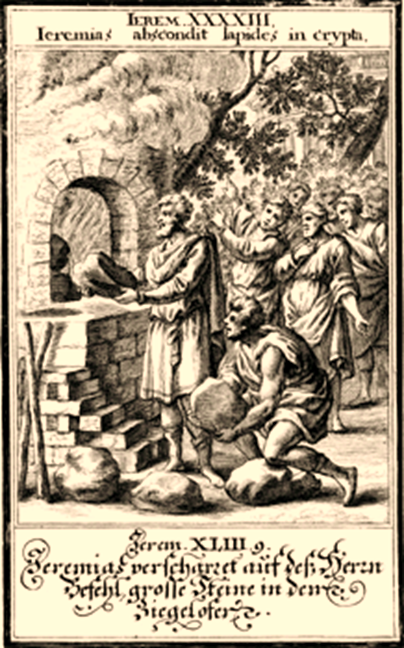 IEREM. XXXXIII.
Ieremias abscondit lapides in crypta.
Ierem. XLIII 9.
Jeremias verscharret auf deß Herrn
Befehl, grosse Steine in dem
Ziegelofen.